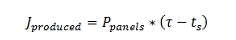 J_produced = P_panels * (τ − t_s)